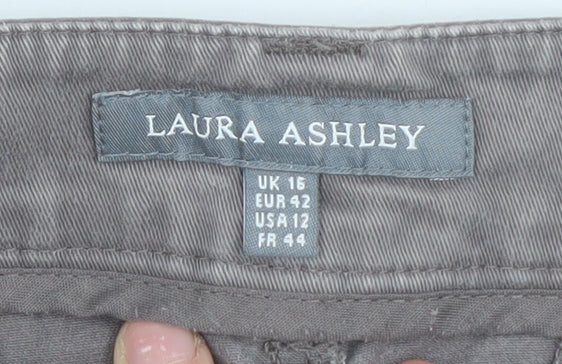 LAURA ASHLEY
UK 16
EUR 42
USA 12
FR 44